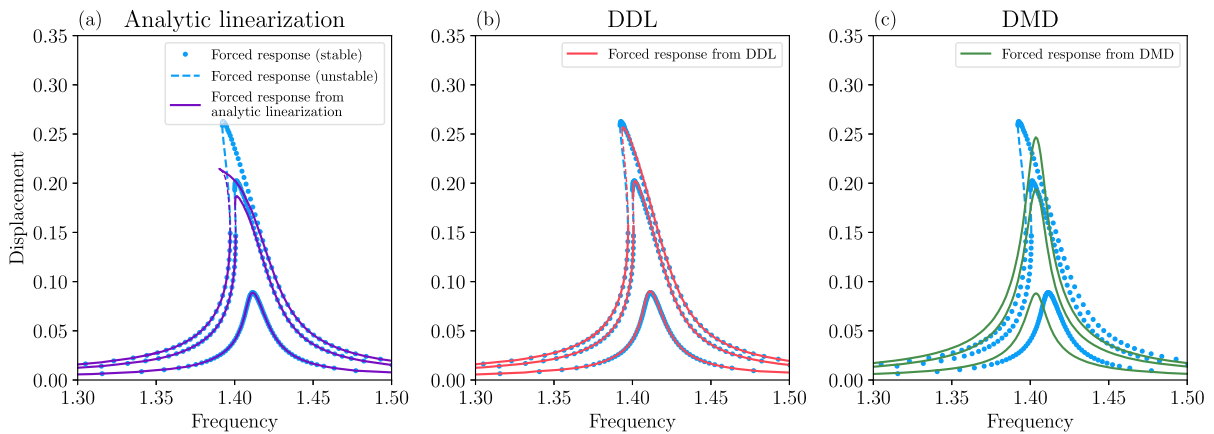 (a) Analytic linearization
Forced response (stable)
Forced response (unstable)
Forced response from
analytic linearization
0.35
0.30
0.25
0.20
0.15
0.10
0.05
0.00
Displacement
1.30 1.35 1.40 1.45 1.50
Frequency
(b) DDL
Forced response from DDL
0.35
0.30
0.25
0.20
0.15
0.10
0.05
0.00
1.30 1.35 1.40 1.45 1.50
Frequency
(c) DMD
Forced response from DMD
0.35
0.30
0.25
0.20
0.15
0.10
0.05
0.00
1.30 1.35 1.40 1.45 1.50
Frequency